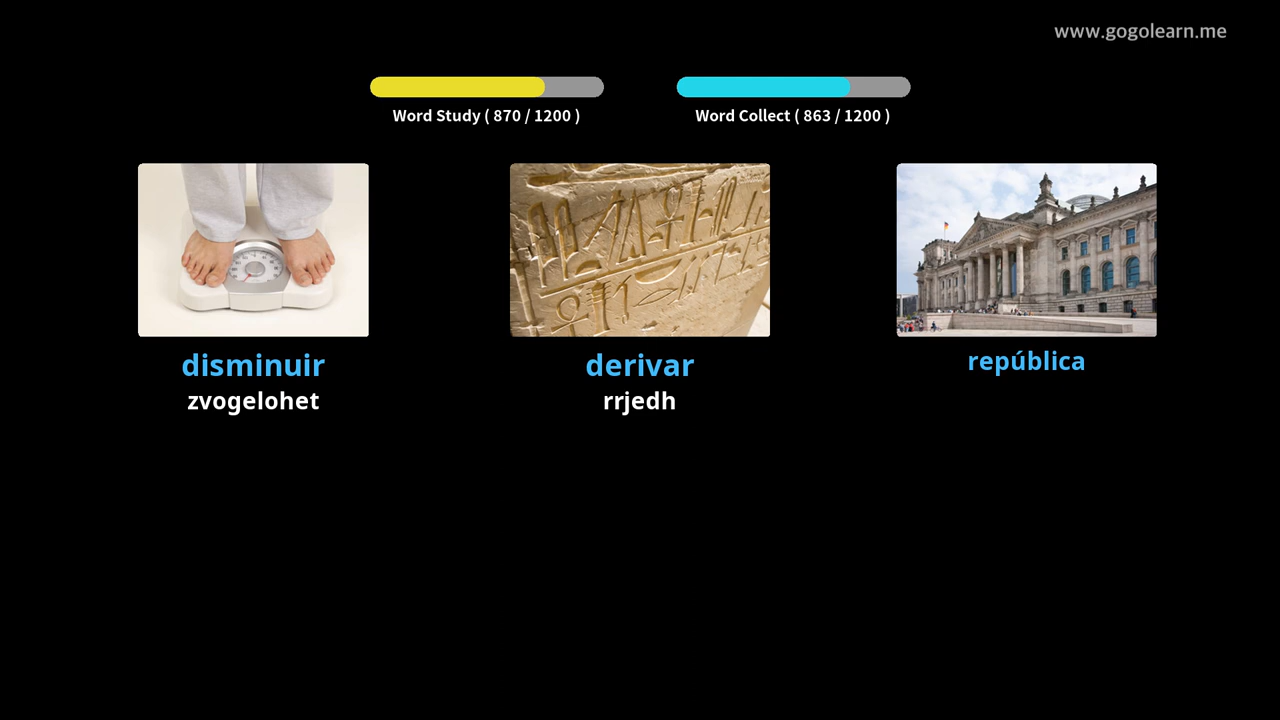 www.gogolearn.me
Word Study ( 870 / 1200 )
Word Collect ( 863 / 1200 )
disminuir
zvogelohet
derivar
rrjedh
república